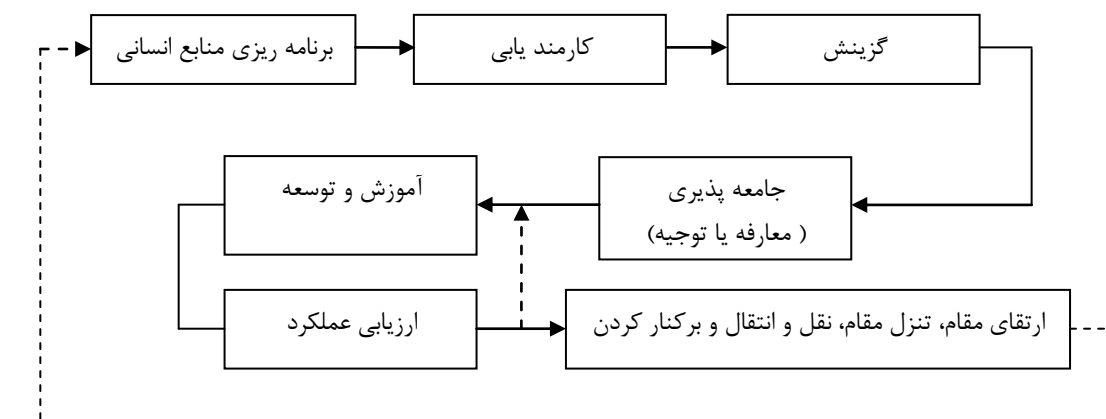 برنامه ریزی منابع انسانی
کارمند یابی
گزینش
جامعه پذیری
( معارفه یا توجیه)
آموزش و توسعه
ارزیابی عملکرد
ارتقای مقام، تنزل مقام، نقل و انتقال و برکنار کردن